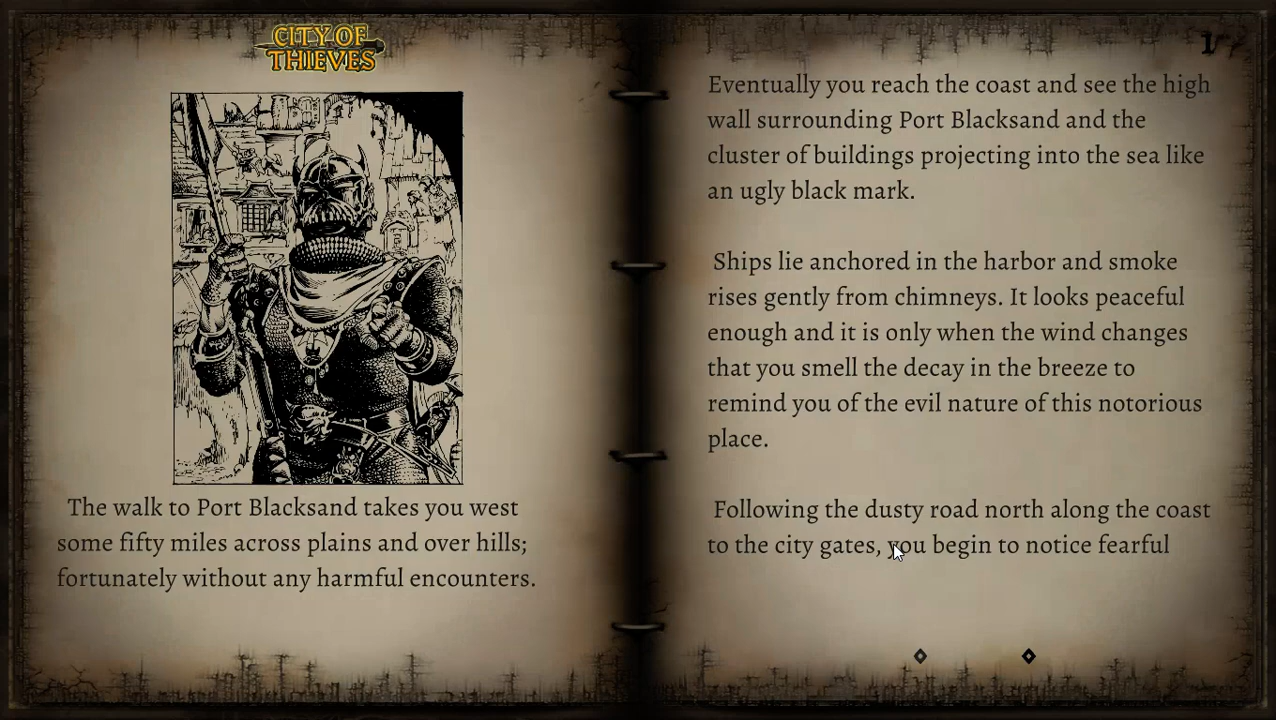 CITY OF
THIEVES
The walk to Port Blacksand takes you west
some fifty miles across plains and over hills;
fortunately without any harmful encounters.
1
Eventually you reach the coast and see the high
wall surrounding Port Blacksand and the
cluster of buildings projecting into the sea like
an ugly black mark.
Ships lie anchored in the harbor and smoke
rises gently from chimneys. It looks peaceful
enough and it is only when the wind changes
that you smell the decay in the breeze to
remind you of the evil nature of this notorious
place.
Following the dusty road north along the coast
to the city gates, you begin to notice fearful